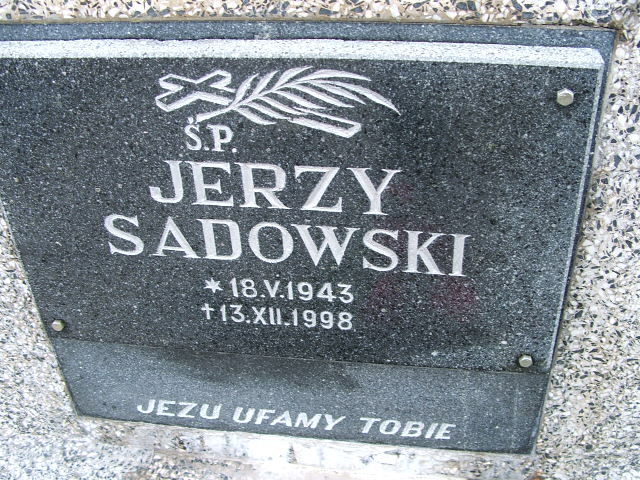 Ś.P.
JERZY
SADOWSKI
* 18.V.1943
† 13.XII.1998
JEZU UFAMY TOBIE